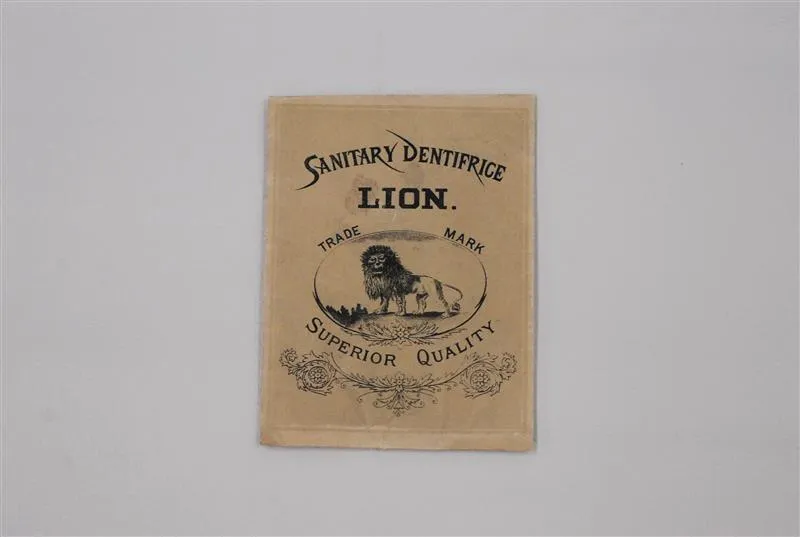 SANITARY DENTIFRICE
LION.
TRADE MARK
SUPERIOR QUALITY